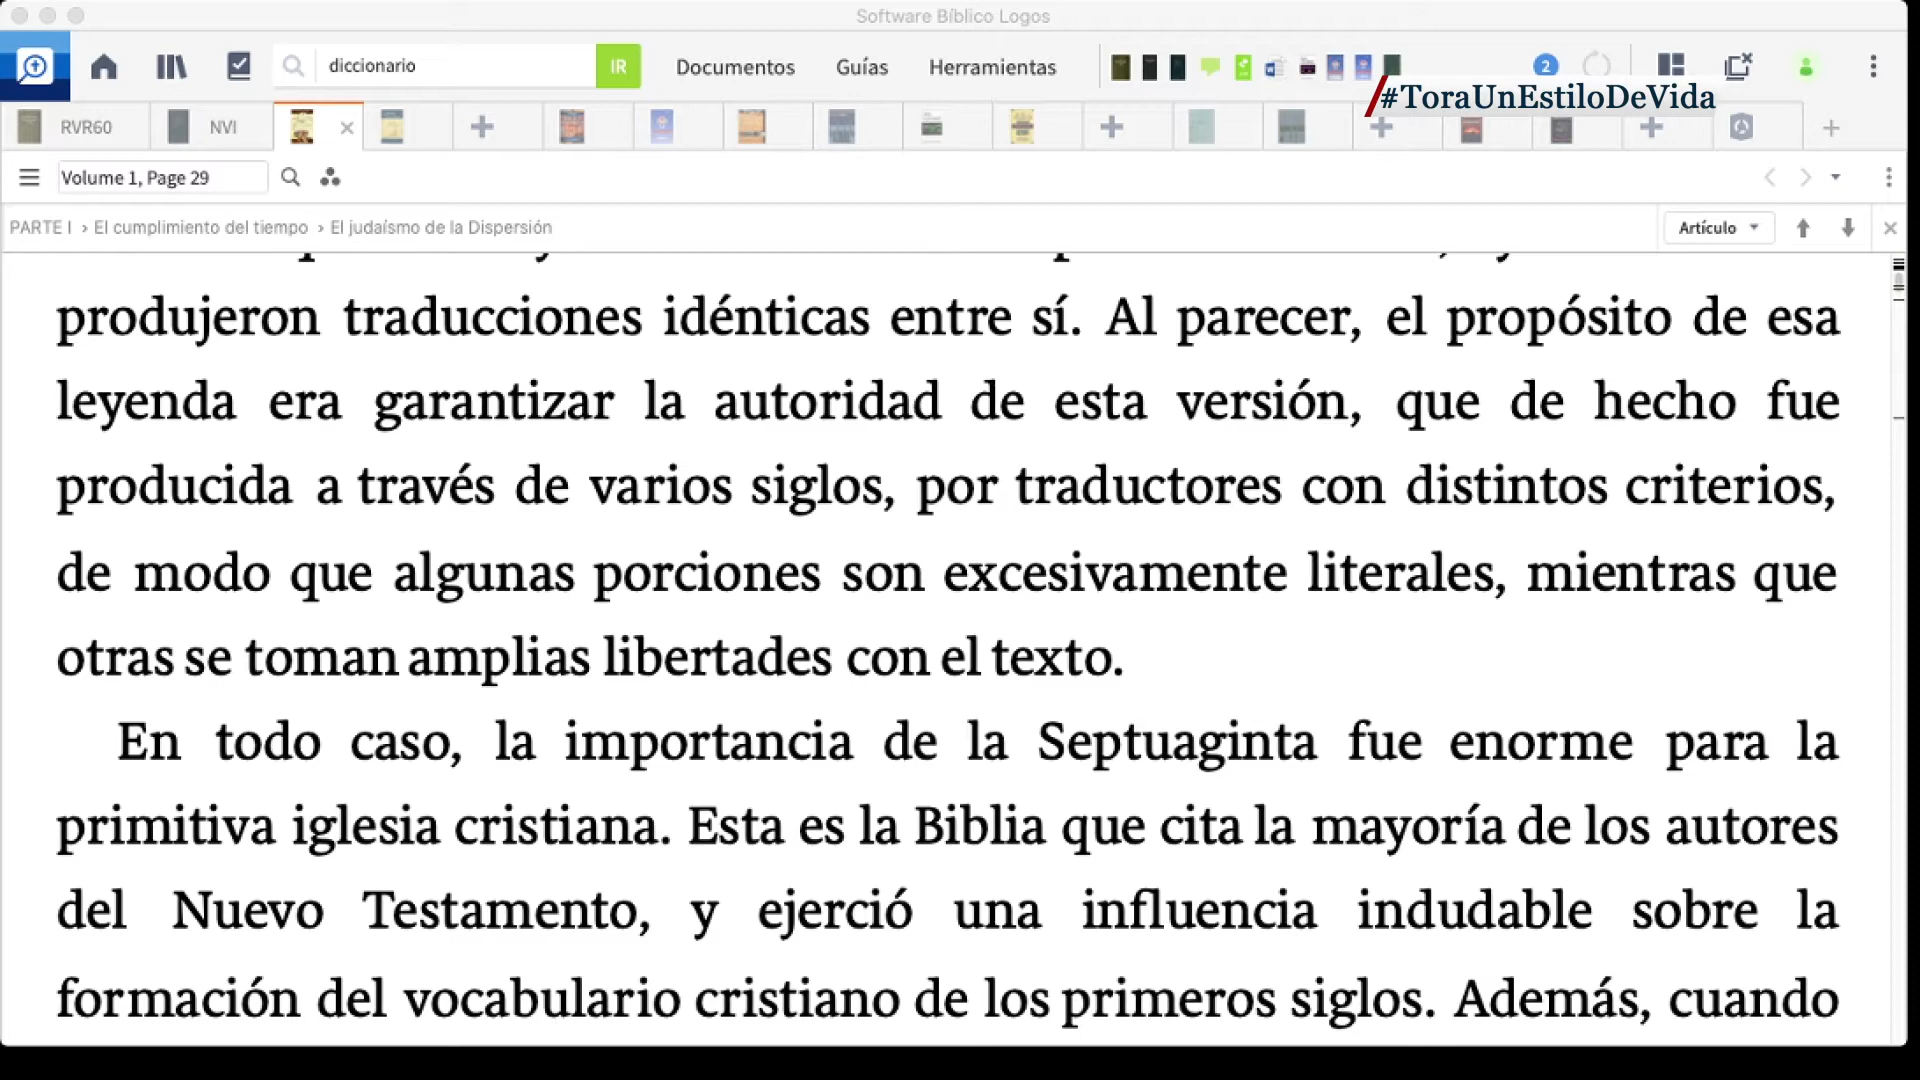 Software Bíblico Logos
diccionario
IR
Documentos
Guías
Herramientas
2
#ToraUnEstiloDeVida
RVR60
NVI
Volume 1, Page 29
PARTE I › El cumplimiento del tiempo › El judaísmo de la Dispersión
Artículo
produjeron traducciones idénticas entre sí. Al parecer, el propósito de esa
leyenda era garantizar la autoridad de esta versión, que de hecho fue
producida a través de varios siglos, por traductores con distintos criterios,
de modo que algunas porciones son excesivamente literales, mientras que
otras se toman amplias libertades con el texto.
En todo caso, la importancia de la Septuaginta fue enorme para la
primitiva iglesia cristiana. Esta es la Biblia que cita la mayoría de los autores
del Nuevo Testamento, y ejerció una influencia indudable sobre la
formación del vocabulario cristiano de los primeros siglos. Además, cuando